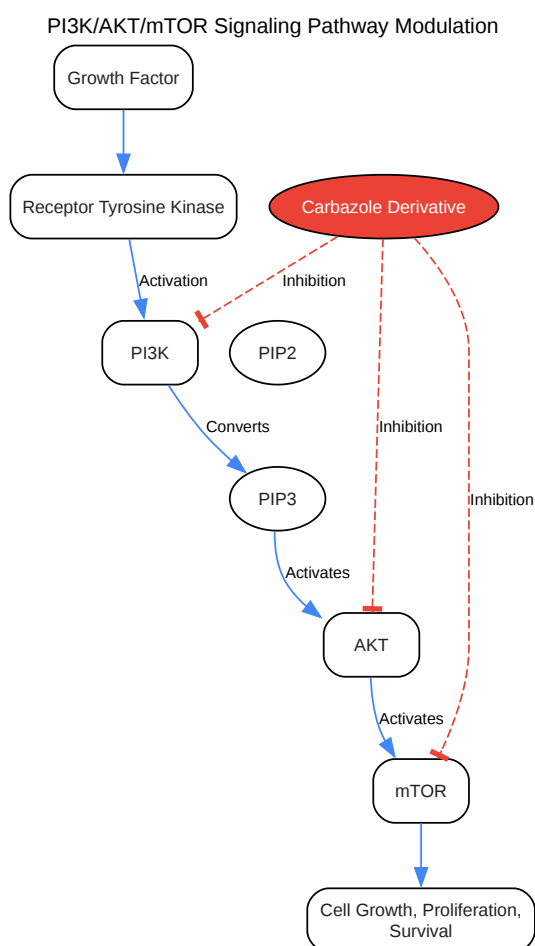 PI3K/AKT/mTOR Signaling Pathway Modulation
Growth Factor
Receptor Tyrosine Kinase
Carbazole Derivative
Activation
Inhibition
PI3K
PIP2
Converts
Inhibition
Inhibition
PIP3
Activates
AKT
Activates
mTOR
Cell Growth, Proliferation,
Survival